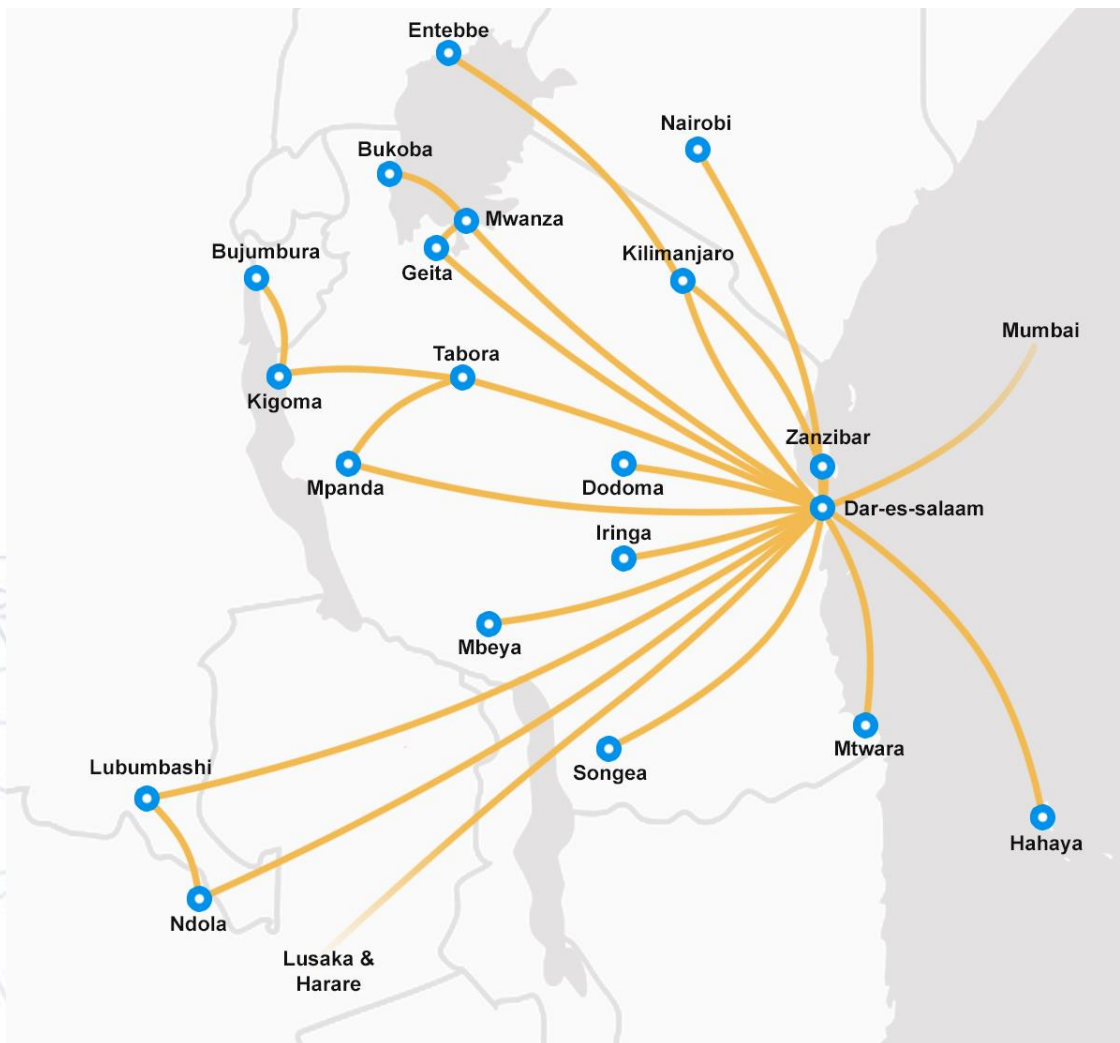 Entebbe
Nairobi
Bukoba
Mwanza
Bujumbura
Geita
Kilimanjaro
Mumbai
Tabora
Kigoma
Zanzibar
Mpanda
Dodoma
Dar-es-salaam
Iringa
Mbeya
Mtwara
Lubumbashi
Songea
Hahaya
Ndola
Lusaka &
Harare